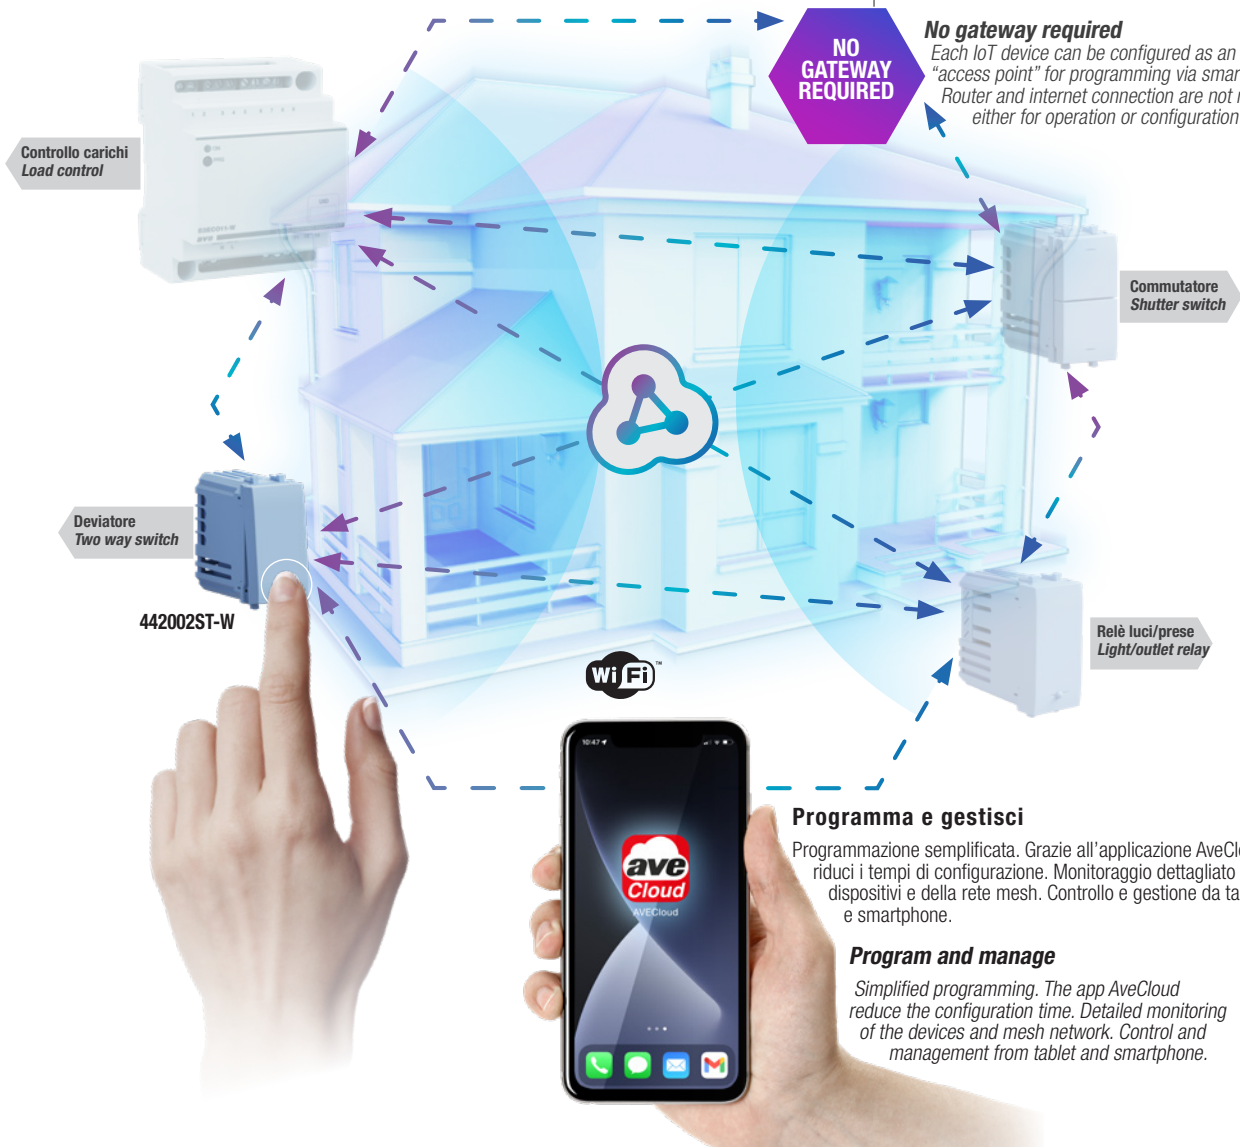 NO
GATEWAY
REQUIRED
No gateway required
Each IoT device can be configured as an
“access point” for programming via smar
Router and internet connection are not
either for operation or configuration
Controllo carichi
Load control
ave
Commutatore
Shutter switch
Deviatore
Two way switch
442002ST-W
Relè luci/prese
Light/outlet relay
Wi Fi™
10:47
ave
Cloud
AVECloud
Programma e gestisci
Programmazione semplificata. Grazie all’applicazione AveClo
riduci i tempi di configurazione. Monitoraggio dettagliato
dispositivi e della rete mesh. Controllo e gestione da ta
e smartphone.
Program and manage
Simplified programming. The app AveCloud
reduce the configuration time. Detailed monitoring
of the devices and mesh network. Control and
management from tablet and smartphone.